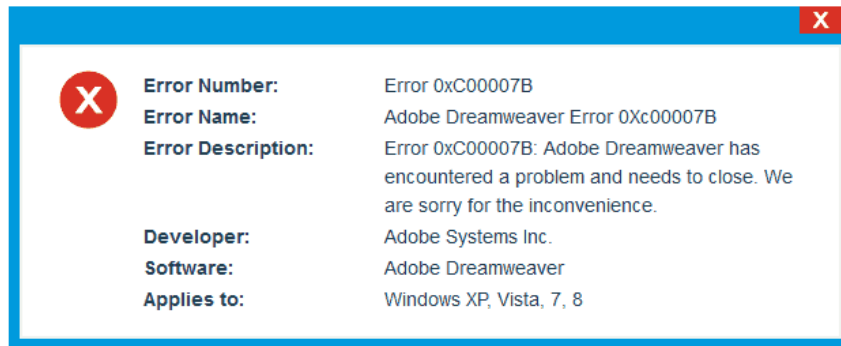 X
X
Error Number: Error 0xC00007B
Error Name: Adobe Dreamweaver Error 0Xc00007B
Error Description: Error 0xC00007B: Adobe Dreamweaver has
encountered a problem and needs to close. We
are sorry for the inconvenience.
Developer: Adobe Systems Inc.
Software: Adobe Dreamweaver
Applies to: Windows XP, Vista, 7, 8